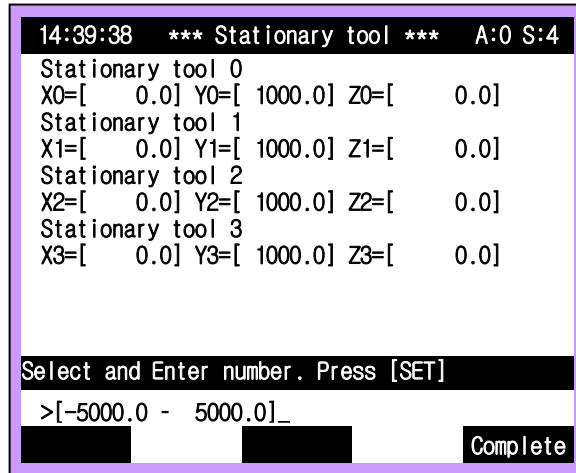 14:39:38 *** Stationary tool *** A:0 S:4
Stationary tool 0
X0=[ 0.0] Y0=[ 1000.0] Z0=[ 0.0]
Stationary tool 1
X1=[ 0.0] Y1=[ 1000.0] Z1=[ 0.0]
Stationary tool 2
X2=[ 0.0] Y2=[ 1000.0] Z2=[ 0.0]
Stationary tool 3
X3=[ 0.0] Y3=[ 1000.0] Z3=[ 0.0]
Select and Enter number. Press [SET]
>[-5000.0 - 5000.0]_
Complete